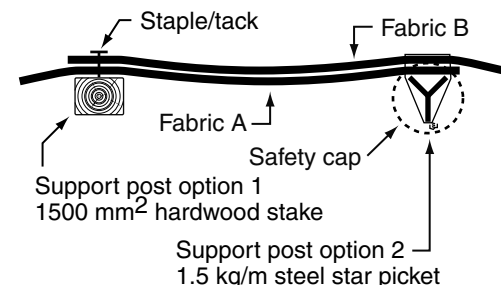 Staple/tack
Fabric B
Fabric A
Safety cap
Support post option 1
1500 mm² hardwood stake
Support post option 2
1.5 kg/m steel star picket